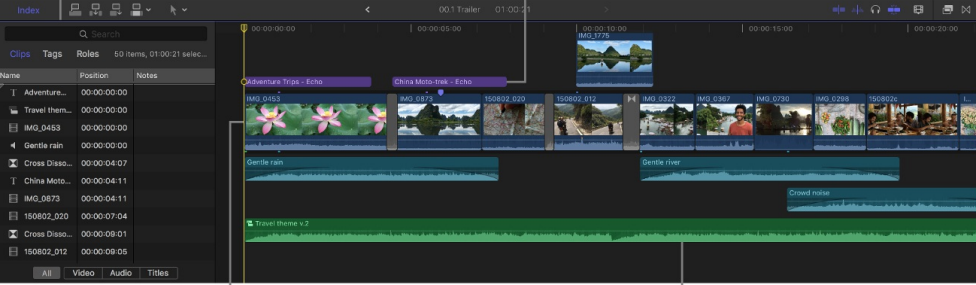 Index
00.1 Trailer 01:00:21
Search
Clips Tags Roles 50 items, 01:00:21 selec...
Name Position Notes
Adventure... 00:00:00:00
Travel them... 00:00:00:00
IMG_0453 00:00:00:00
Gentle rain 00:00:00:00
Cross Disso... 00:00:04:07
China Moto... 00:00:04:11
IMG_0873 00:00:04:11
150802_020 00:00:07:04
Cross Disso... 00:00:09:01
150802_012 00:00:09:05
All Video Audio Titles
00:00:00:00 00:00:05:00 00:00:10:00 00:00:15:00 00:00:20:00
IMG_1775
Adventure Trips - Echo China Moto-trek - Echo
IMG_0453 IMG_0873 150802_020 150802_012 IMG_0322 IMG_0367 IMG_0730 IMG_0298 150802c I...
Gentle rain Gentle river
Crowd noise
Travel theme v.2